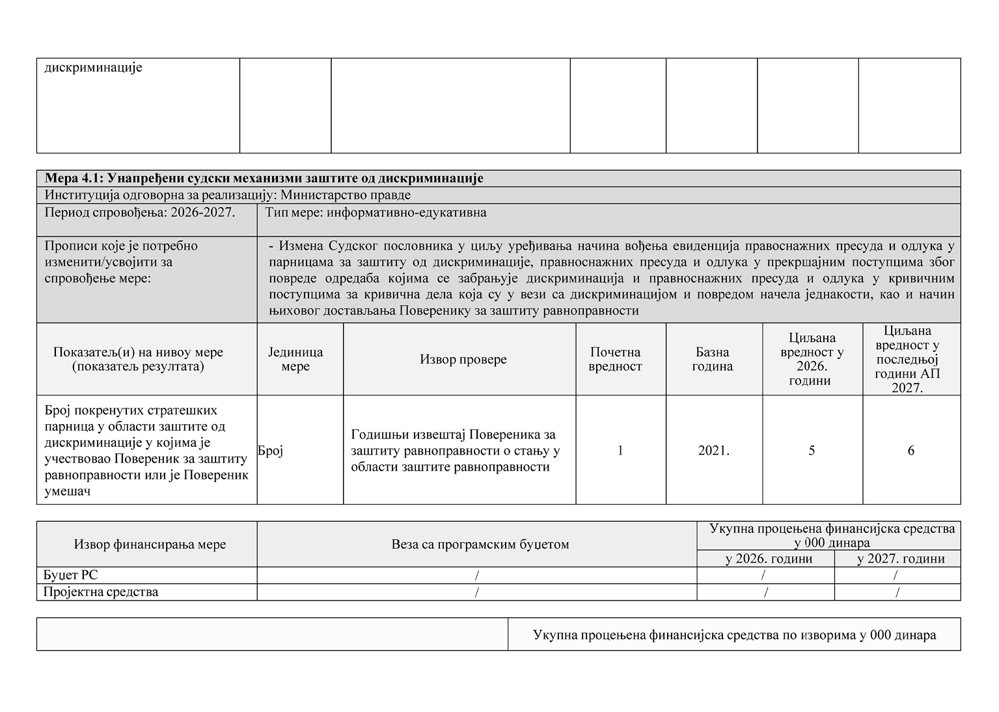 дискриминације
Мера 4.1: Унапређени судски механизми заштите од дискриминације
Институција одговорна за реализацију: Министарство правде
Период спровођења: 2026-2027.
Тип мере: информативно-едукативна
Прописи које је потребно
изменити/усвојити за
спровођење мере:
- Измена Судског пословника у циљу уређивања начина вођења евиденција правоснажних пресуда и одлука у
парницама за заштиту од дискриминације, правноснажних пресуда и одлука у прекршајним поступцима због
повреде одредаба којима се забрањује дискриминација и правноснажних пресуда и одлука у кривичним
поступцима за кривична дела која су у вези са дискриминацијом и повредом начела једнакости, као и начин
њиховог достављања Поверенику за заштиту равноправности
Показатељ(и) на нивоу мере
(показатељ резултата)
Јединица
мере
Извор провере
Почетна
вредност
Базна
година
Циљана
вредност у
2026.
години
Циљана
вредност у
последњој
години АП
2027.
Број покренутих стратешких
парница у области заштите од
дискриминације у којима је
учествовао Повереник за заштиту
равноправности или је Повереник
умешач
Број
Годишњи извештај Повереника за
заштиту равноправности о стању у
области заштите равноправности
1
2021.
5
6
Извор финансирања мере
Веза са програмским буџетом
Укупна процењена финансијска средства
у 000 динара
у 2026. години
у 2027. години
Буџет РС
/
/
/
Пројектна средства
/
/
/
Укупна процењена финансијска средства по изворима у 000 динара